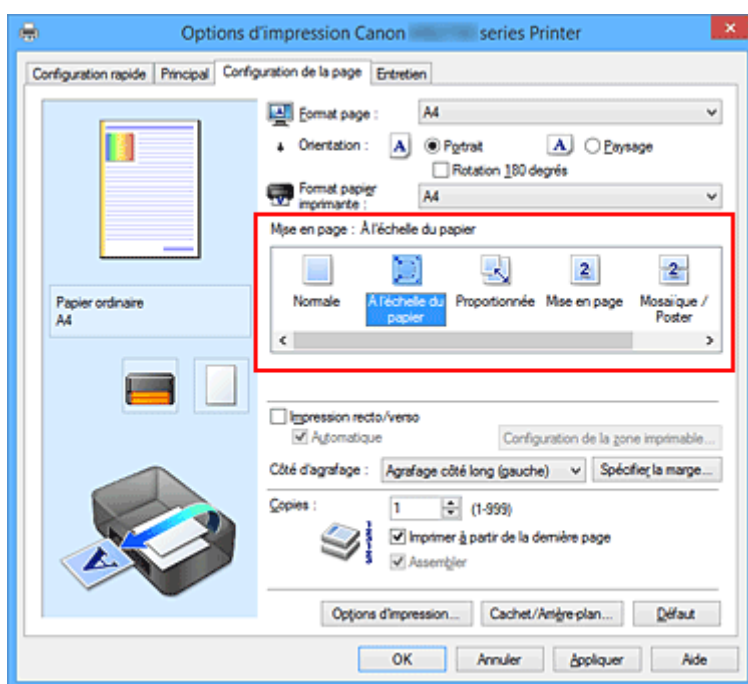 Options d'impression Canon series Printer
Configuration rapide Principal Configuration de la page Entretien
Format page : A4
Orientation : A Portrait A Paysage
Rotation 180 degrés
Format papier
imprimante : A4
Mise en page : À l'échelle du papier
2 2
Normale À l'échelle du
papier Proportionnée Mise en page Mosaïque /
Poster
Papier ordinaire
A4
Impression recto/verso
Automatique Configuration de la zone imprimable...
Côté d'agrafage : Agrafage côté long (gauche) Spécifier la marge...
Copies : 1 (1-999)
Imprimer à partir de la dernière page
Assembler
A
Options d'impression... Cachet/Arrière-plan... Défaut
OK Annuler Appliquer Aide